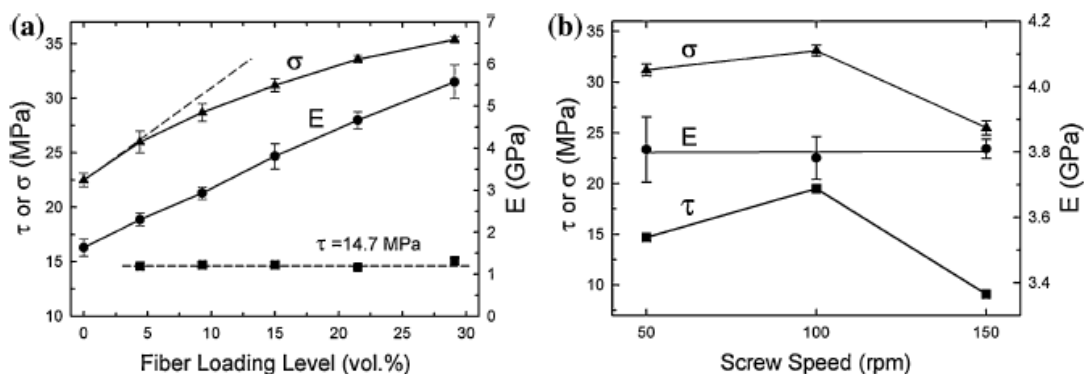 (a)
35
30
25
20
15
10
τ or σ (MPa)
σ
E
τ =14.7 MPa
7
6
5
4
3
2
1
0
E (GPa)
0 5 10 15 20 25 30
Fiber Loading Level (vol.%)
(b)
35
30
25
20
15
10
τ or σ (MPa)
σ
E
τ
4.2
4.0
3.8
3.6
3.4
E (GPa)
50 100 150
Screw Speed (rpm)